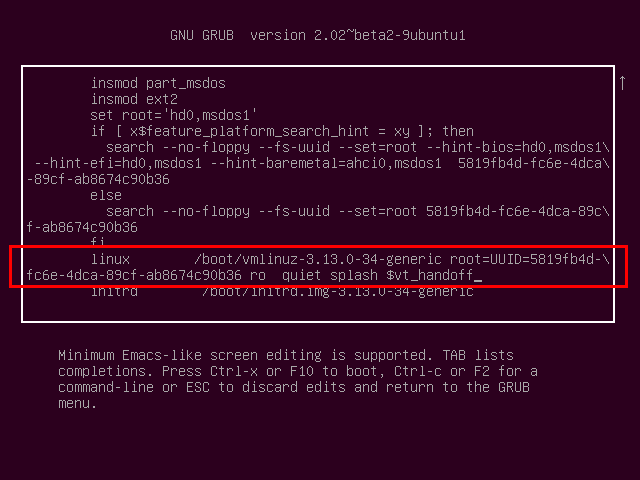 GNU GRUB  version 2.02~beta2-9ubuntu1
insmod part_msdos
insmod ext2
set root='hd0,msdos1'
if [ x$feature_platform_search_hint = xy ]; then
search --no-floppy --fs-uuid --set=root --hint-bios=hd0,msdos1\
--hint-efi=hd0,msdos1 --hint-baremetal=ahci0,msdos1  5819fb4d-fc6e-4dca\
-89cf-ab8674c90b36
else
search --no-floppy --fs-uuid --set=root 5819fb4d-fc6e-4dca-89c\
f-ab8674c90b36
fi
linux        /boot/vmlinuz-3.13.0-34-generic root=UUID=5819fb4d-\
fc6e-4dca-89cf-ab8674c90b36 ro  quiet splash $vt_handoff_
initrd       /boot/initrd.img-3.13.0-34-generic
Minimum Emacs-like screen editing is supported. TAB lists
completions. Press Ctrl-x or F10 to boot, Ctrl-c or F2 for a
command-line or ESC to discard edits and return to the GRUB
menu.